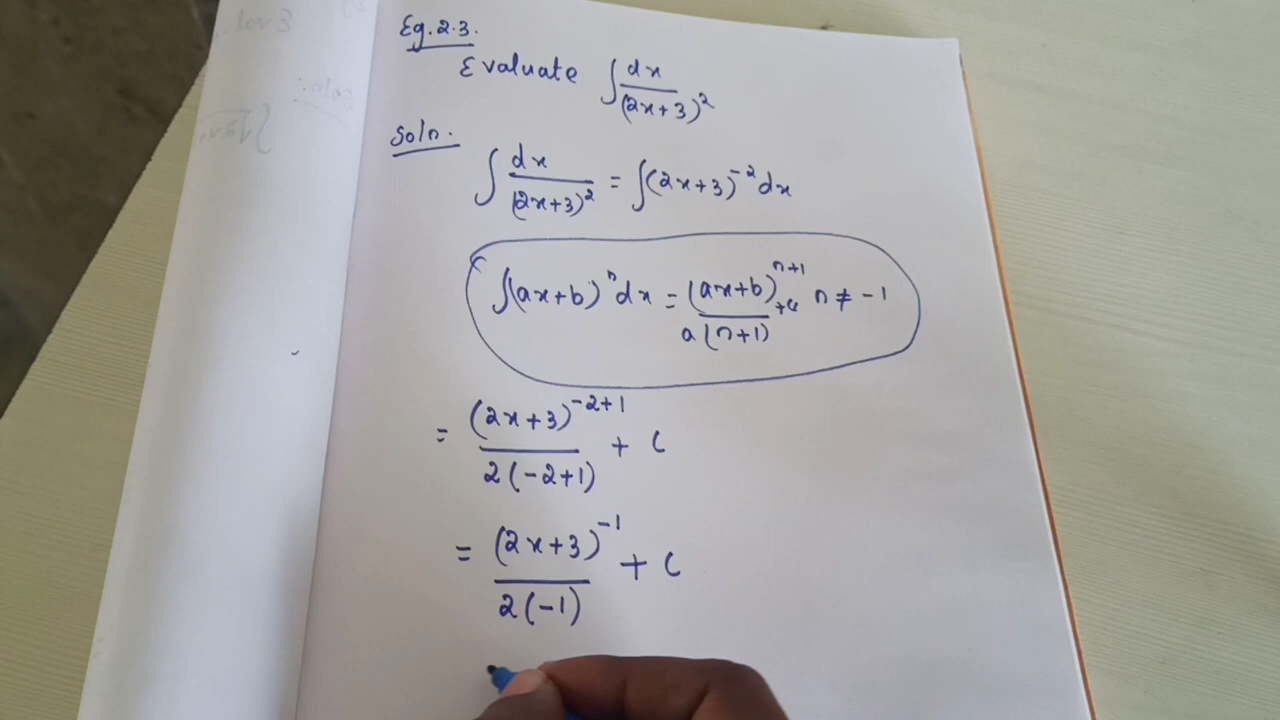 Eg.2.3.
Evaluate ∫ dx/(2x+3)²
Soln.
∫ dx/(2x+3)² = ∫(2x+3)⁻² dx
∫(ax+b)ⁿ dx = (ax+b)ⁿ⁺¹/a(n+1) + c n ≠ -1
= (2x+3)⁻²⁺¹/2(-2+1) + c
= (2x+3)⁻¹/2(-1) + c